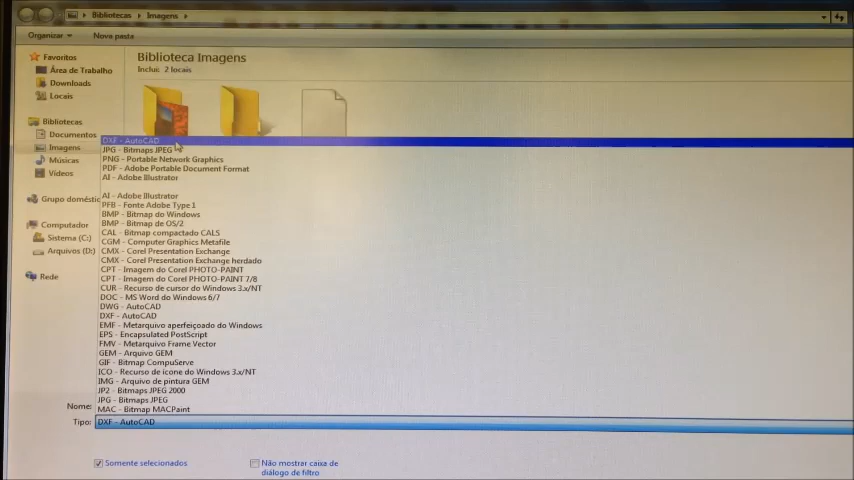 Bibliotecas ▸ Imagens ▸
Organizar ▾ Nova pasta
Favoritos
Área de Trabalho
Downloads
Locais
Bibliotecas
Documentos
Imagens
Músicas
Vídeos
Grupo doméstic
Computador
Sistema (C:)
Arquivos (D:)
Rede
Biblioteca Imagens
Inclui: 2 locais
DXF - AutoCAD
JPG - Bitmaps JPEG
PNG - Portable Network Graphics
PDF - Adobe Portable Document Format
AI - Adobe Illustrator
AI - Adobe Illustrator
PFB - Fonte Adobe Type 1
BMP - Bitmap do Windows
BMP - Bitmap de OS/2
CAL - Bitmap compactado CALS
CGM - Computer Graphics Metafile
CMX - Corel Presentation Exchange
CMX - Corel Presentation Exchange herdado
CPT - Imagem do Corel PHOTO-PAINT
CPT - Imagem do Corel PHOTO-PAINT 7/8
CUR - Recurso de cursor do Windows 3.x/NT
DOC - MS Word do Windows 6/7
DWG - AutoCAD
DXF - AutoCAD
EMF - Metarquivo aperfeiçoado do Windows
EPS - Encapsulated PostScript
FMV - Metarquivo Frame Vector
GEM - Arquivo GEM
GIF - Bitmap CompuServe
ICO - Recurso de ícone do Windows 3.x/NT
IMG - Arquivo de pintura GEM
JP2 - Bitmaps JPEG 2000
JPG - Bitmaps JPEG
MAC - Bitmap MACPaint
Nome:
Tipo: DXF - AutoCAD
Somente selecionados
Não mostrar caixa de
diálogo de filtro